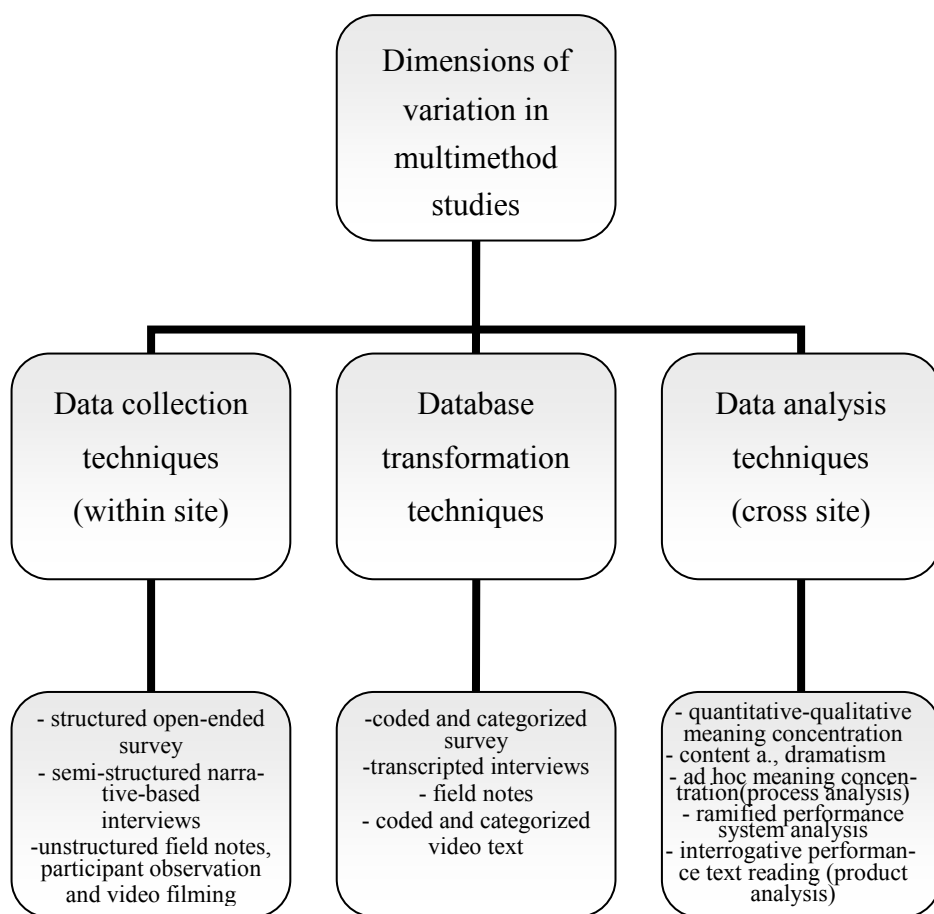 Dimensions of
variation in
multimethod
studies
Data collection
techniques
(within site)
Database
transformation
techniques
Data analysis
techniques
(cross site)
- structured open-ended
survey
- semi-structured narra-
tive-based
interviews
-unstructured field notes,
participant observation
and video filming
-coded and categorized
survey
-transcripted interviews
- field notes
- coded and categorized
video text
- quantitative-qualitative
meaning concentration
- content a., dramatism
- ad hoc meaning concen-
tration(process analysis)
- ramified performance
system analysis
- interrogative performan-
ce text reading (product
analysis)